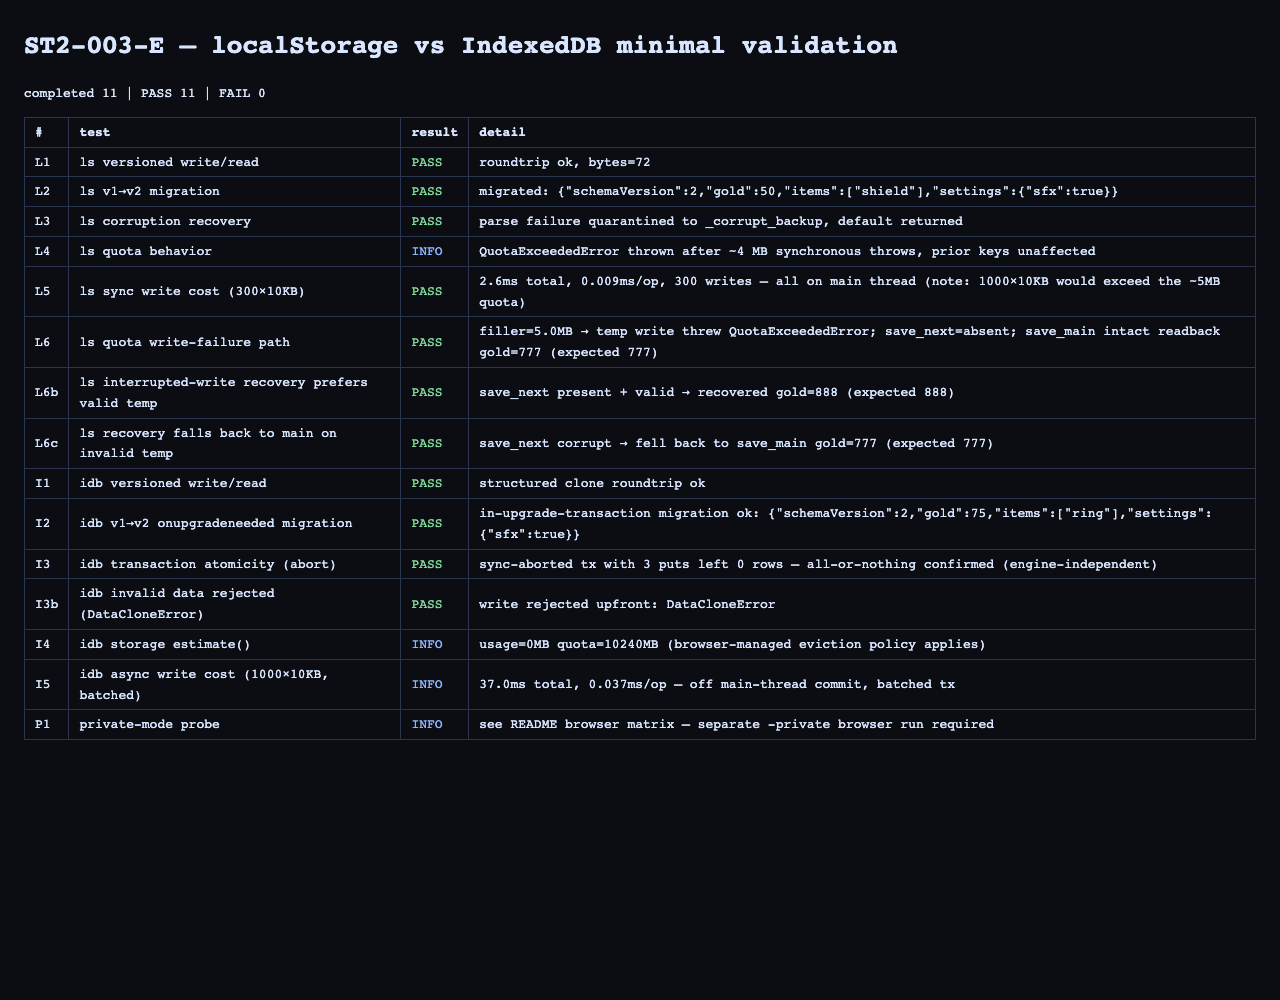 ST2-003-E — localStorage vs IndexedDB minimal validation
completed 11 | PASS 11 | FAIL 0
# test result detail
L1 ls versioned write/read PASS roundtrip ok, bytes=72
L2 ls v1→v2 migration PASS migrated: {"schemaVersion":2,"gold":50,"items":["shield"],"settings":{"sfx":true}}
L3 ls corruption recovery PASS parse failure quarantined to _corrupt_backup, default returned
L4 ls quota behavior INFO QuotaExceededError thrown after ~4 MB synchronous throws, prior keys unaffected
L5 ls sync write cost (300×10KB) PASS 2.6ms total, 0.009ms/op, 300 writes — all on main thread (note: 1000×10KB would exceed the ~5MB
quota)
L6 ls quota write-failure path PASS filler=5.0MB → temp write threw QuotaExceededError; save_next=absent; save_main intact readback
gold=777 (expected 777)
L6b ls interrupted-write recovery prefers
valid temp PASS save_next present + valid → recovered gold=888 (expected 888)
L6c ls recovery falls back to main on
invalid temp PASS save_next corrupt → fell back to save_main gold=777 (expected 777)
I1 idb versioned write/read PASS structured clone roundtrip ok
I2 idb v1→v2 onupgradeneeded migration PASS in-upgrade-transaction migration ok: {"schemaVersion":2,"gold":75,"items":["ring"],"settings":
{"sfx":true}}
I3 idb transaction atomicity (abort) PASS sync-aborted tx with 3 puts left 0 rows — all-or-nothing confirmed (engine-independent)
I3b idb invalid data rejected
(DataCloneError) PASS write rejected upfront: DataCloneError
I4 idb storage estimate() INFO usage=0MB quota=10240MB (browser-managed eviction policy applies)
I5 idb async write cost (1000×10KB,
batched) INFO 37.0ms total, 0.037ms/op — off main-thread commit, batched tx
P1 private-mode probe INFO see README browser matrix — separate -private browser run required